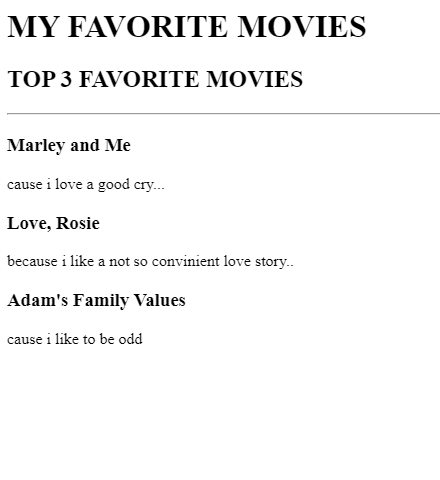 MY FAVORITE MOVIES
TOP 3 FAVORITE MOVIES
Marley and Me
cause i love a good cry...
Love, Rosie
because i like a not so convinient love story..
Adam's Family Values
cause i like to be odd